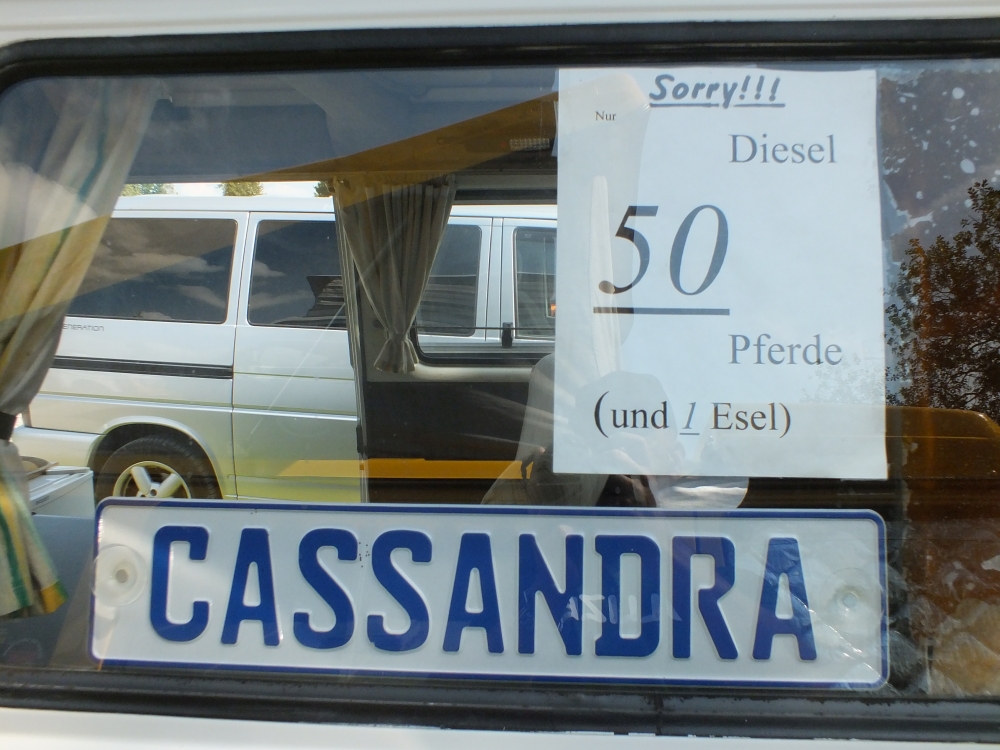 Sorry!!!
Nur
Diesel
50
Pferde
(und 1 Esel)
CASSANDRA